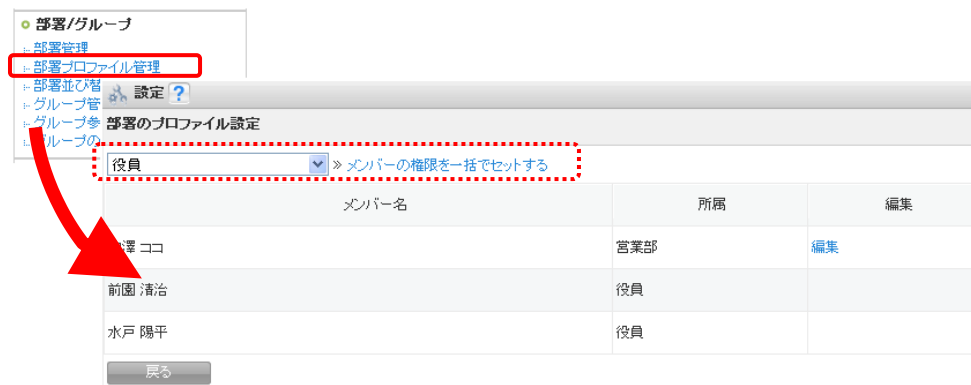 部署/グループ
部署管理
部署プロファイル管理
部署並び替
グループ管
グループ参
グループの
設定 ?
部署のプロファイル設定
役員 » メンバーの権限を一括でセットする
メンバー名 所属 編集
澤 ココ 営業部 編集
前園 清治 役員
水戸 陽平 役員
戻る